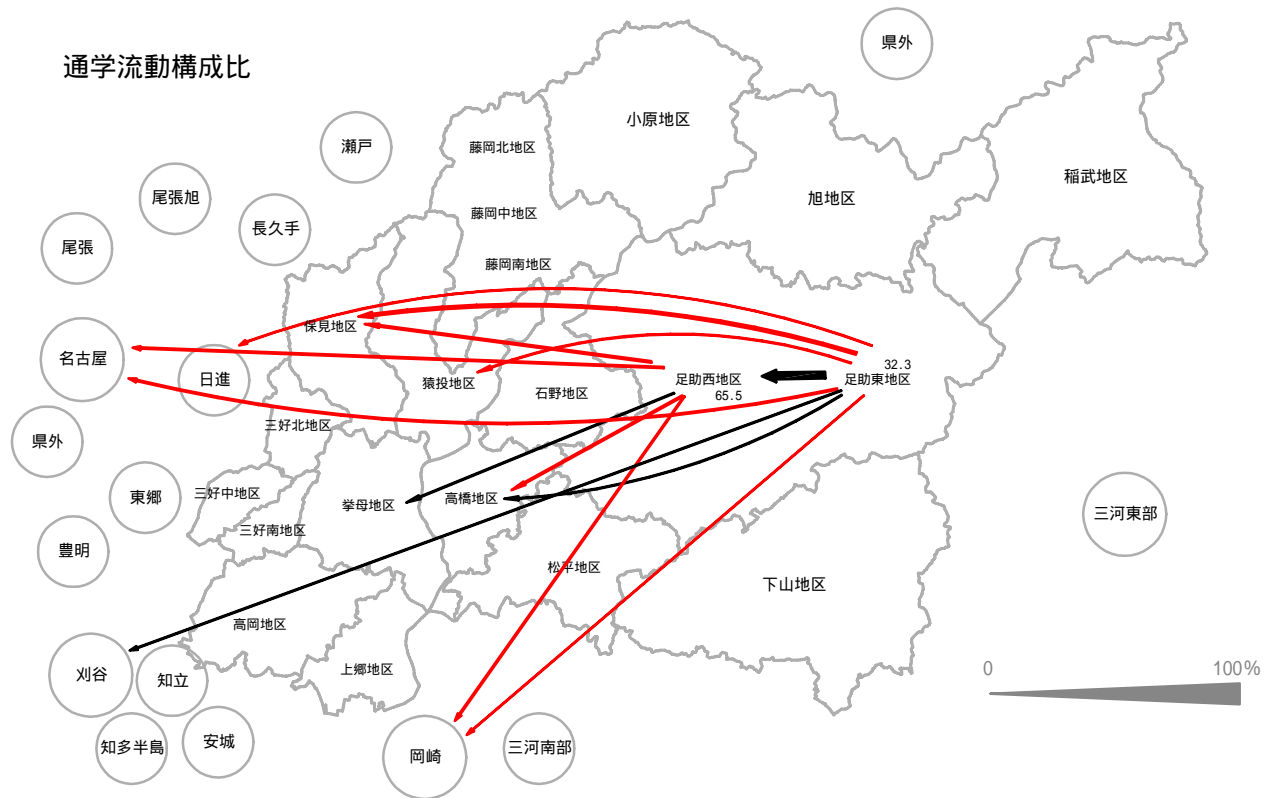 通学流動構成比
県外
小原地区
瀬戸
藤岡北地区
稲武地区
尾張旭
旭地区
藤岡中地区
長久手
尾張
藤岡南地区
保見地区
名古屋
32.3
日進
猿投地区
足助西地区
足助東地区
65.5
石野地区
三好北地区
県外
三好中地区
東郷
挙母地区
高橋地区
三河東部
三好南地区
豊明
松平地区
下山地区
高岡地区
上郷地区
0
100%
刈谷
知立
安城
知多半島
三河南部
岡崎